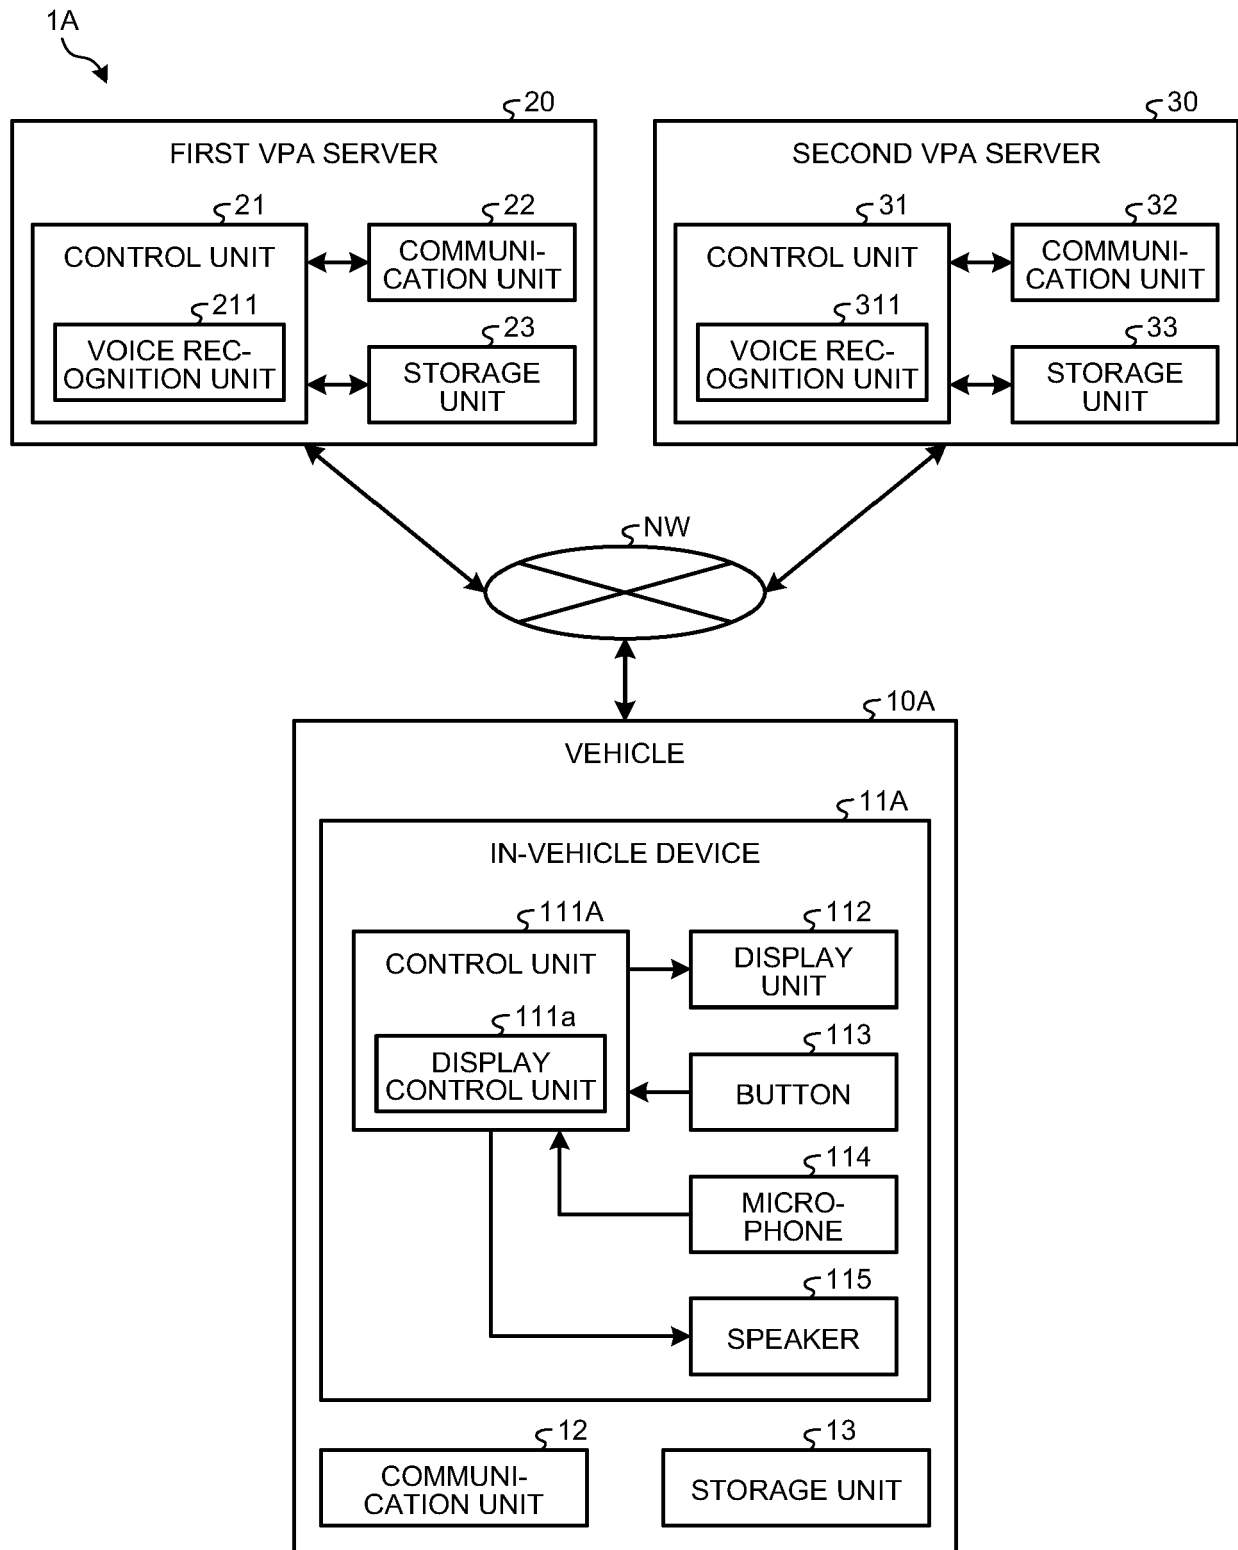 1A
20
FIRST VPA SERVER
21
CONTROL UNIT
22
COMMUNI-
CATION UNIT
211
VOICE REC-
OGNITION UNIT
23
STORAGE
UNIT
30
SECOND VPA SERVER
31
CONTROL UNIT
32
COMMUNI-
CATION UNIT
311
VOICE REC-
OGNITION UNIT
33
STORAGE
UNIT
NW
10A
VEHICLE
11A
IN-VEHICLE DEVICE
111A
CONTROL UNIT
112
DISPLAY
UNIT
111a
DISPLAY
CONTROL UNIT
113
BUTTON
114
MICRO-
PHONE
115
SPEAKER
12
COMMUNI-
CATION UNIT
13
STORAGE UNIT